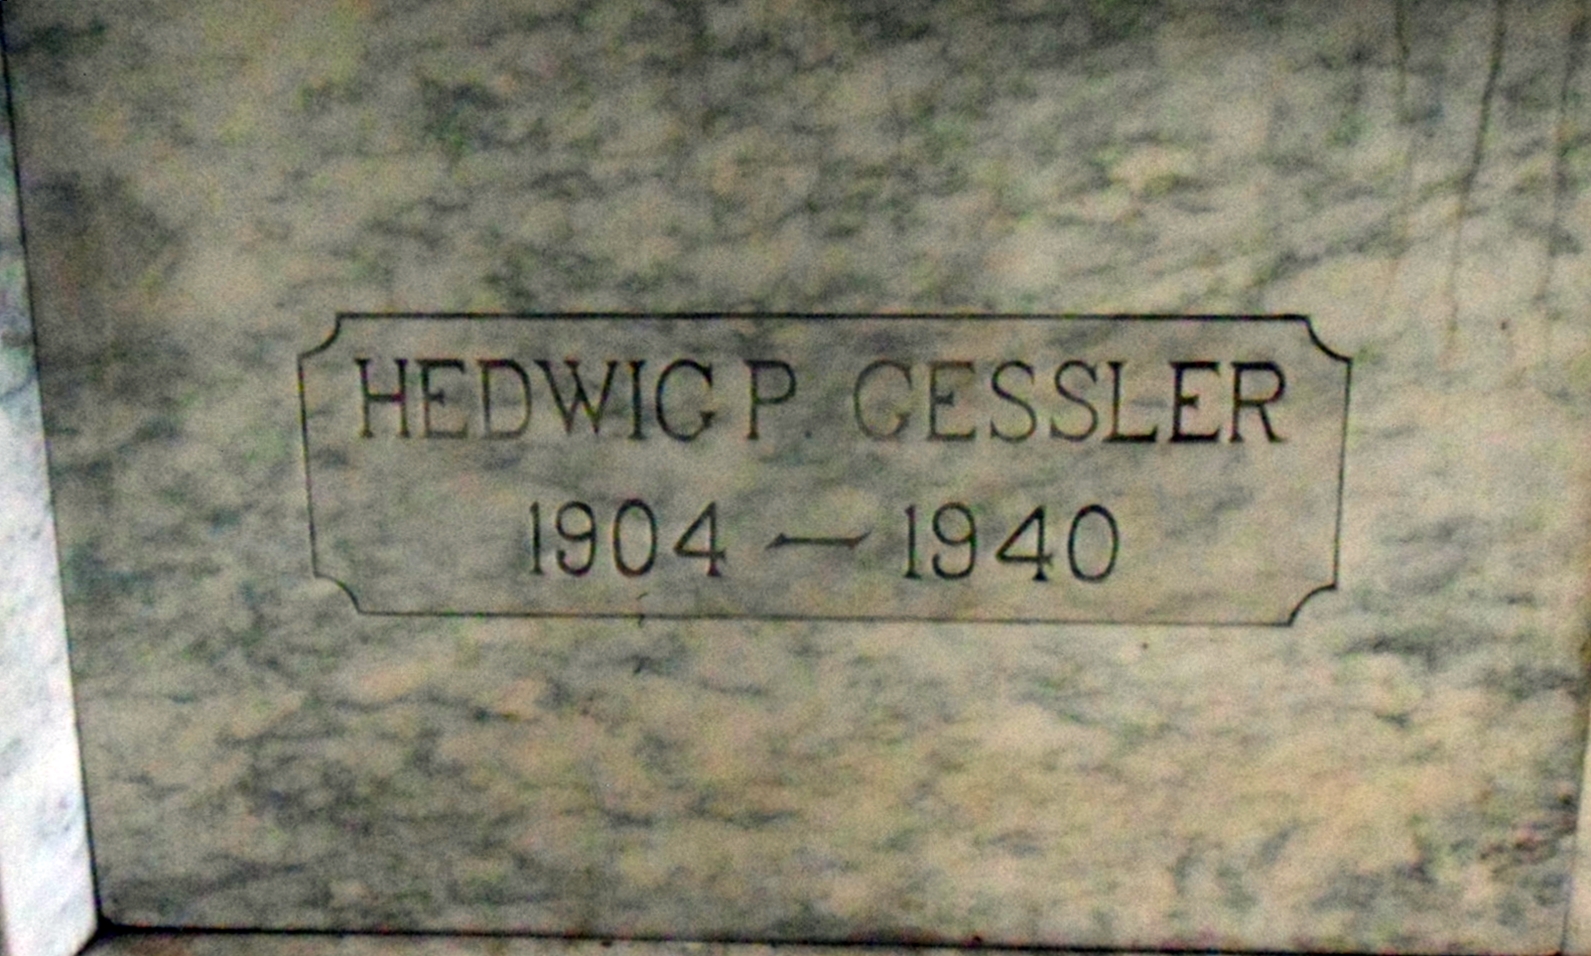 HEDWIG P. GESSLER
1904 — 1940